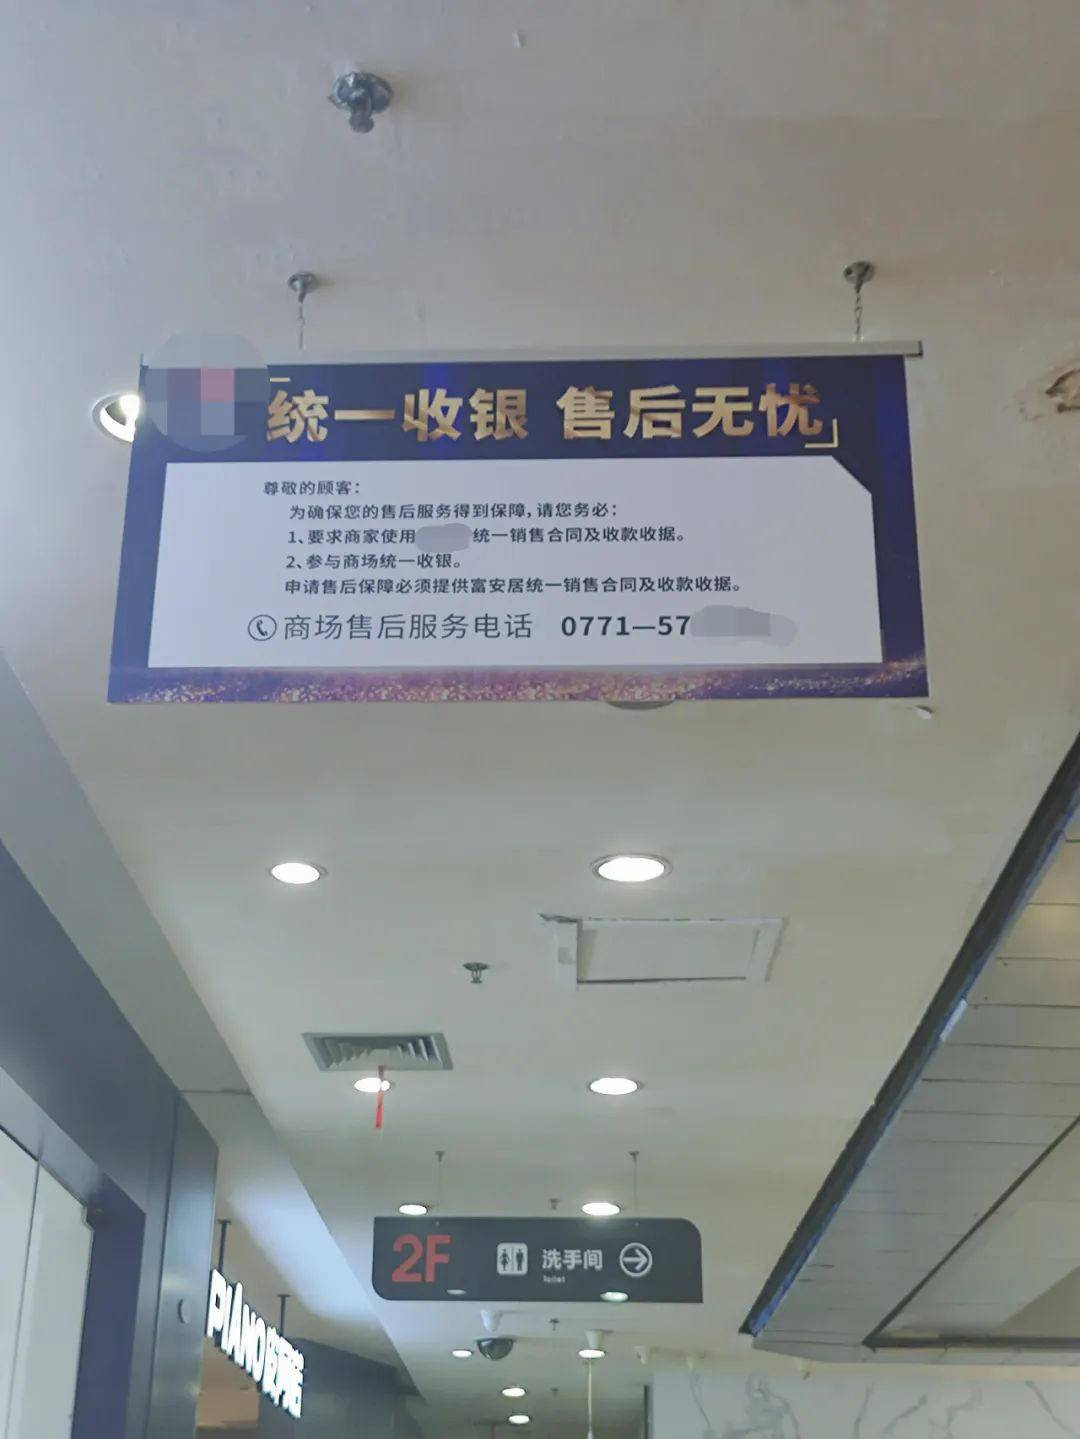 统一收银 售后无忧
尊敬的顾客：
为确保您的售后服务得到保障，请您务必：
1、要求商家使用 统一销售合同及收款收据。
2、参与商场统一收银。
申请售后保障必须提供富安居统一销售合同及收款收据。
商场售后服务电话 0771—57
2F 洗手间
Toilet
PIANO